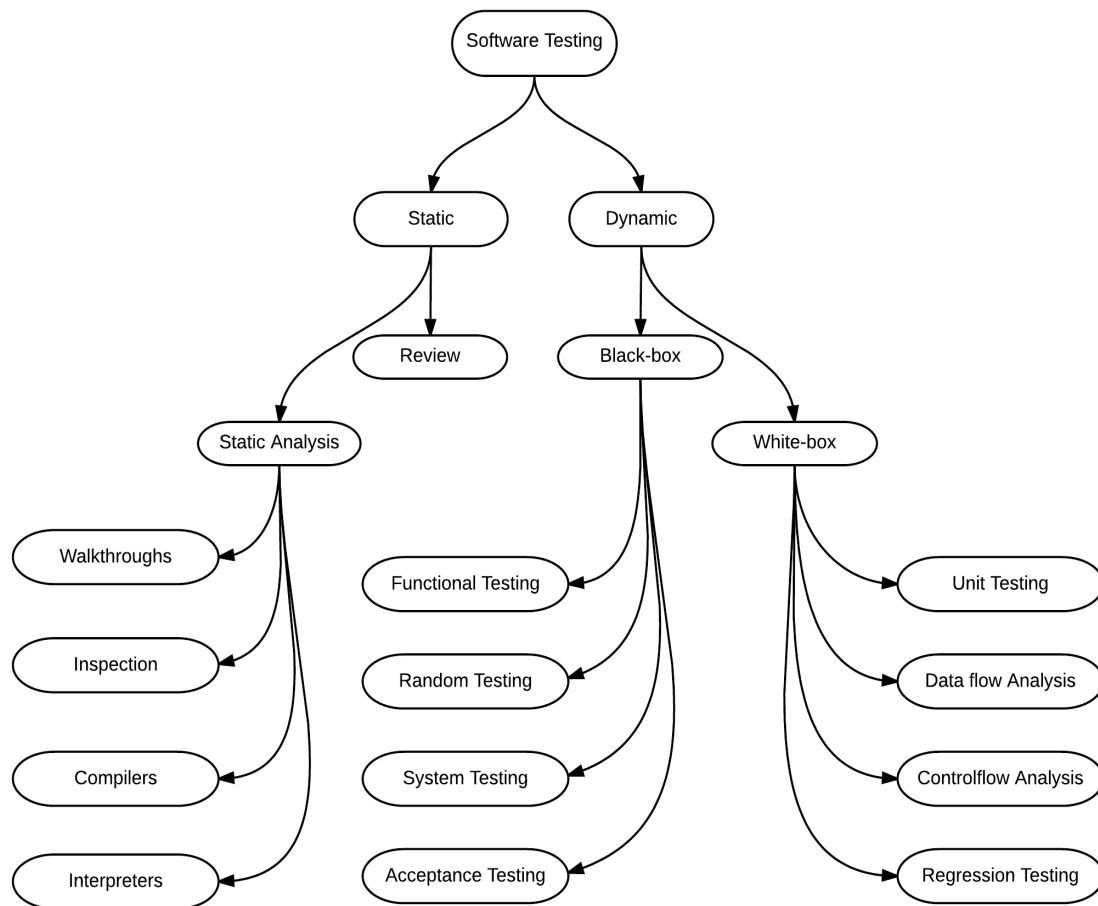 Software Testing
Static
Dynamic
Review
Black-box
Static Analysis
White-box
Walkthroughs
Functional Testing
Unit Testing
Inspection
Random Testing
Data flow Analysis
Compilers
System Testing
Controlflow Analysis
Interpreters
Acceptance Testing
Regression Testing